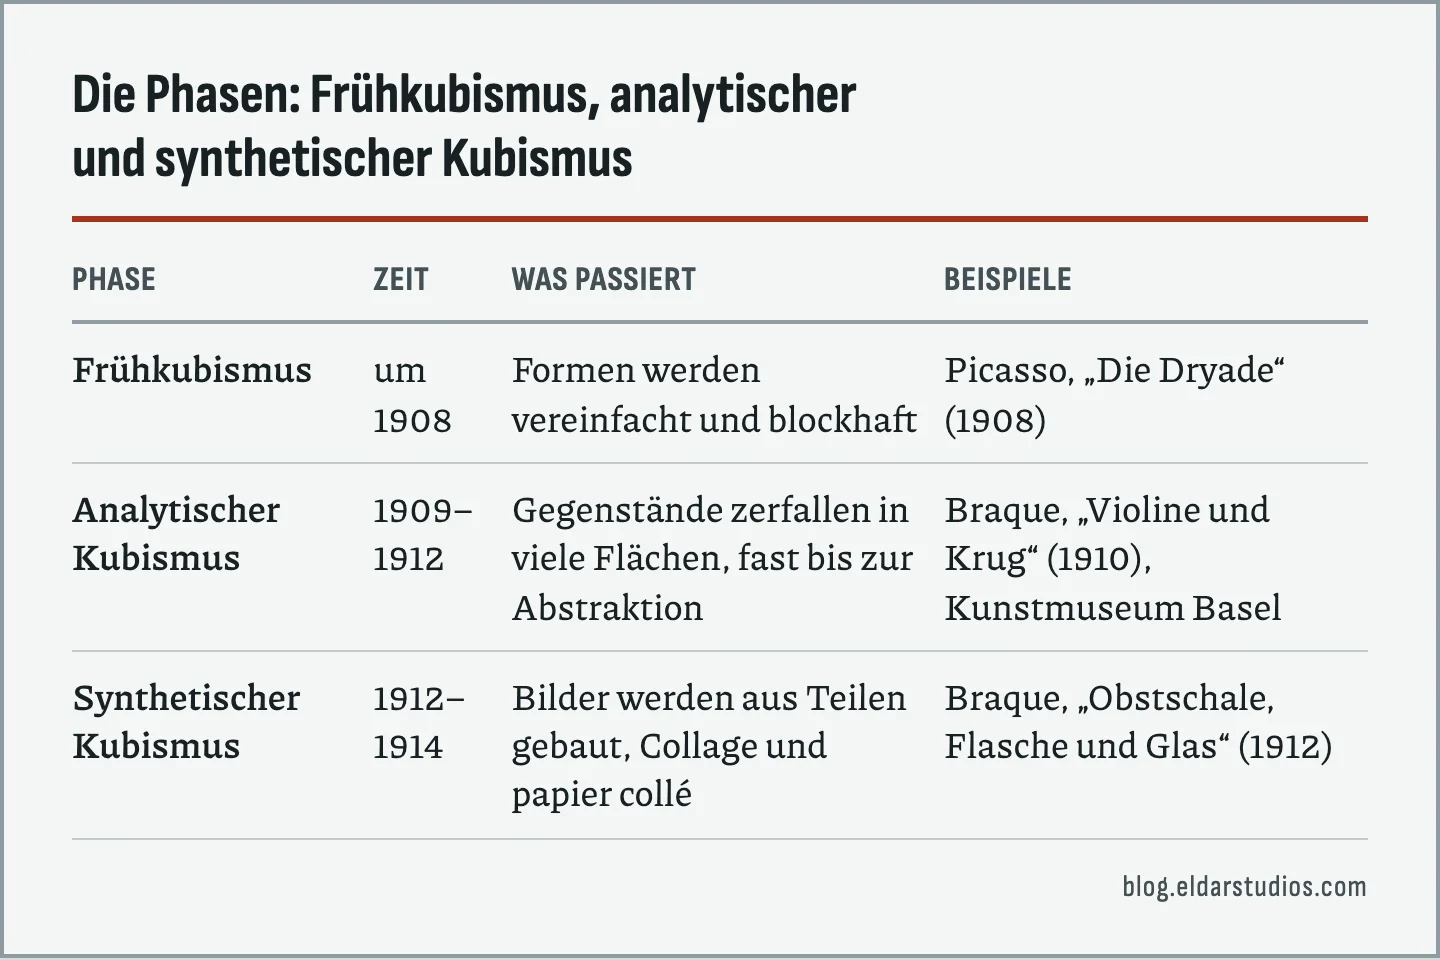 Die Phasen: Frühkubismus, analytischer
und synthetischer Kubismus
PHASE ZEIT WAS PASSIERT BEISPIELE
Frühkubismus um Formen werden Picasso, „Die Dryade“
1908 vereinfacht und blockhaft (1908)
Analytischer 1909– Gegenstände zerfallen in Braque, „Violine und
Kubismus 1912 viele Flächen, fast bis zur Krug“ (1910),
Abstraktion Kunstmuseum Basel
Synthetischer 1912– Bilder werden aus Teilen Braque, „Obstschale,
Kubismus 1914 gebaut, Collage und Flasche und Glas“ (1912)
papier collé
blog.eldarstudios.com